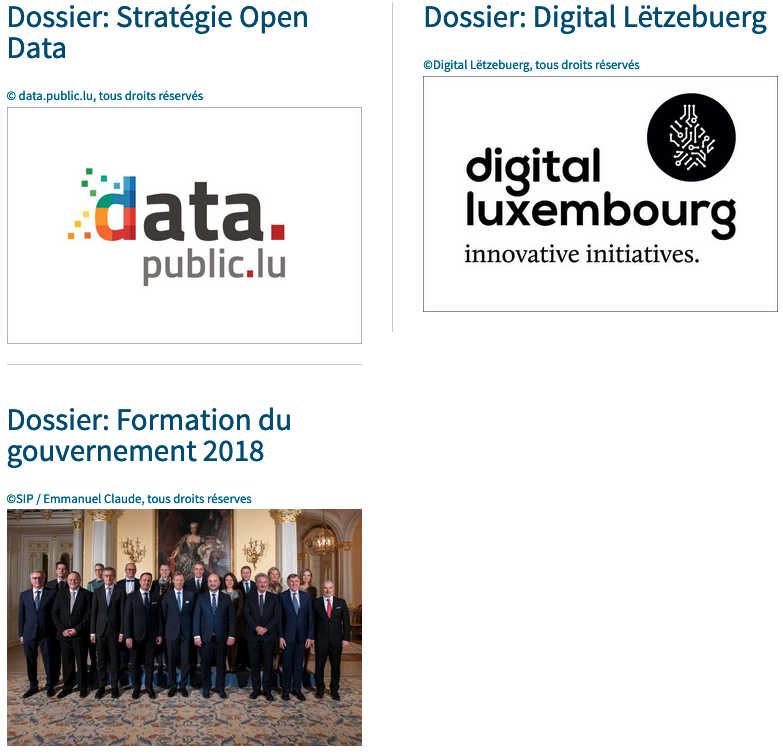 Dossier: Stratégie Open
Data
© data.public.lu, tous droits réservés
data.
public.lu
Dossier: Digital Lëtzebuerg
©Digital Lëtzebuerg, tous droits réservés
digital
luxembourg
innovative initiatives.
Dossier: Formation du
gouvernement 2018
©SIP / Emmanuel Claude, tous droits réserves